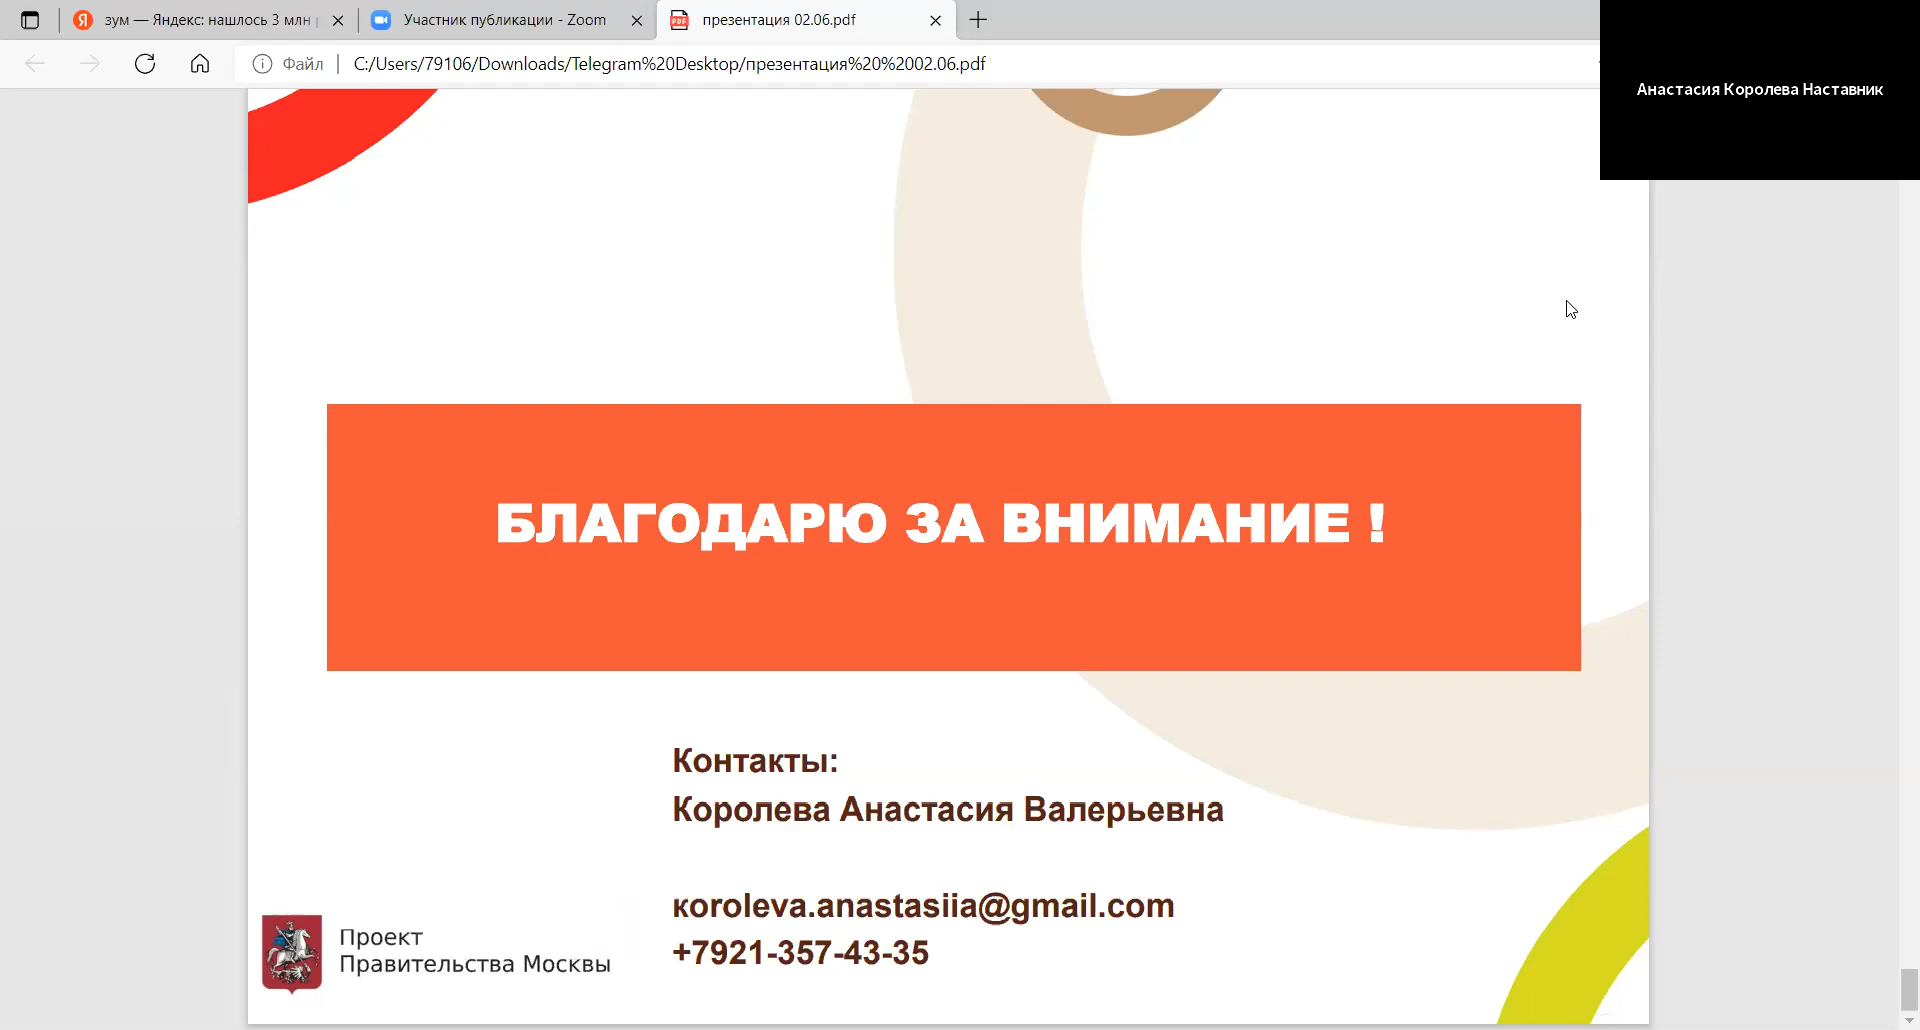 зум — Яндекс: нашлось 3 млн
Участник публикации - Zoom
презентация 02.06.pdf
Файл
C:/Users/79106/Downloads/Telegram%20Desktop/презентация%20%2002.06.pdf
Анастасия Королева Наставник
БЛАГОДАРЮ ЗА ВНИМАНИЕ !
Контакты:
Королева Анастасия Валерьевна
koroleva.anastasiia@gmail.com
+7921-357-43-35
Проект
Правительства Москвы